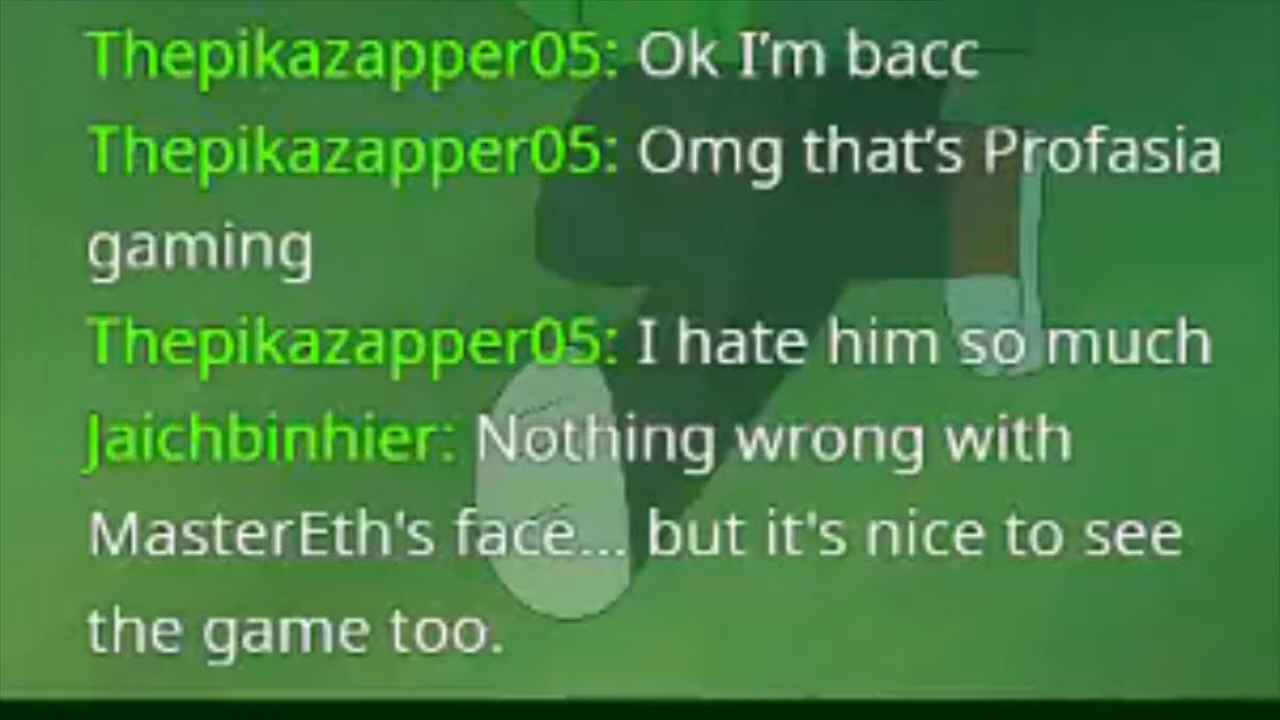 Thepikazapper05: Ok I'm bacc
Thepikazapper05: Omg that's Profasia
gaming
Thepikazapper05: I hate him so much
Jaichbinhier: Nothing wrong with
MasterEth's face... but it's nice to see
the game too.